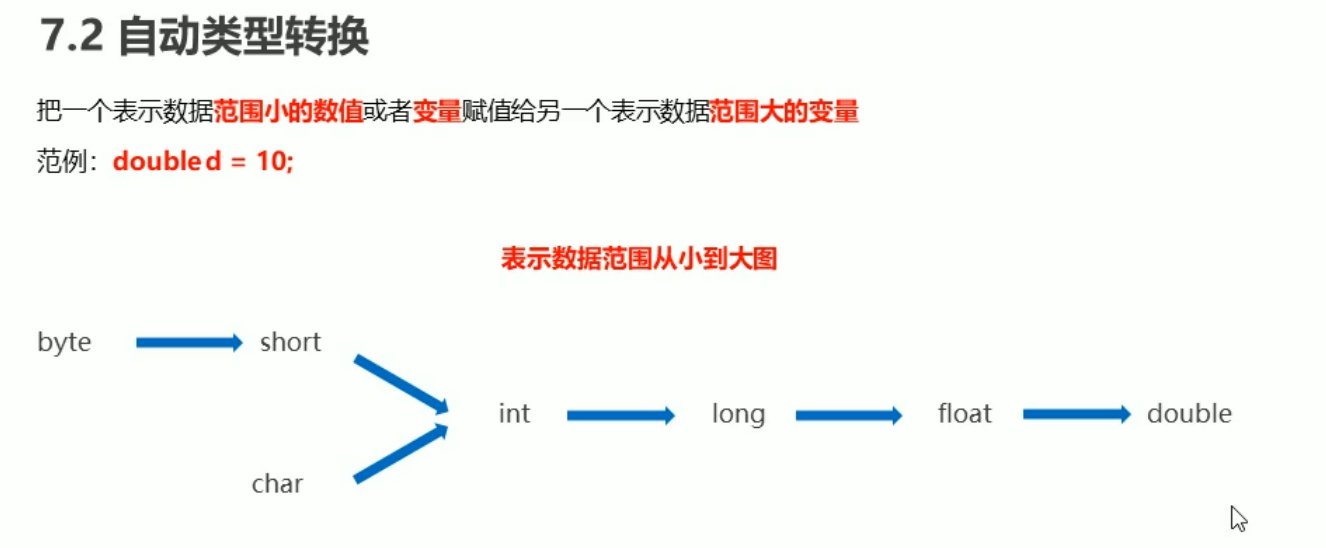 7.2 自动类型转换
把一个表示数据范围小的数值或者变量赋值给另一个表示数据范围大的变量
范例：double d = 10;
表示数据范围从小到大图
byte short
int long float double
char